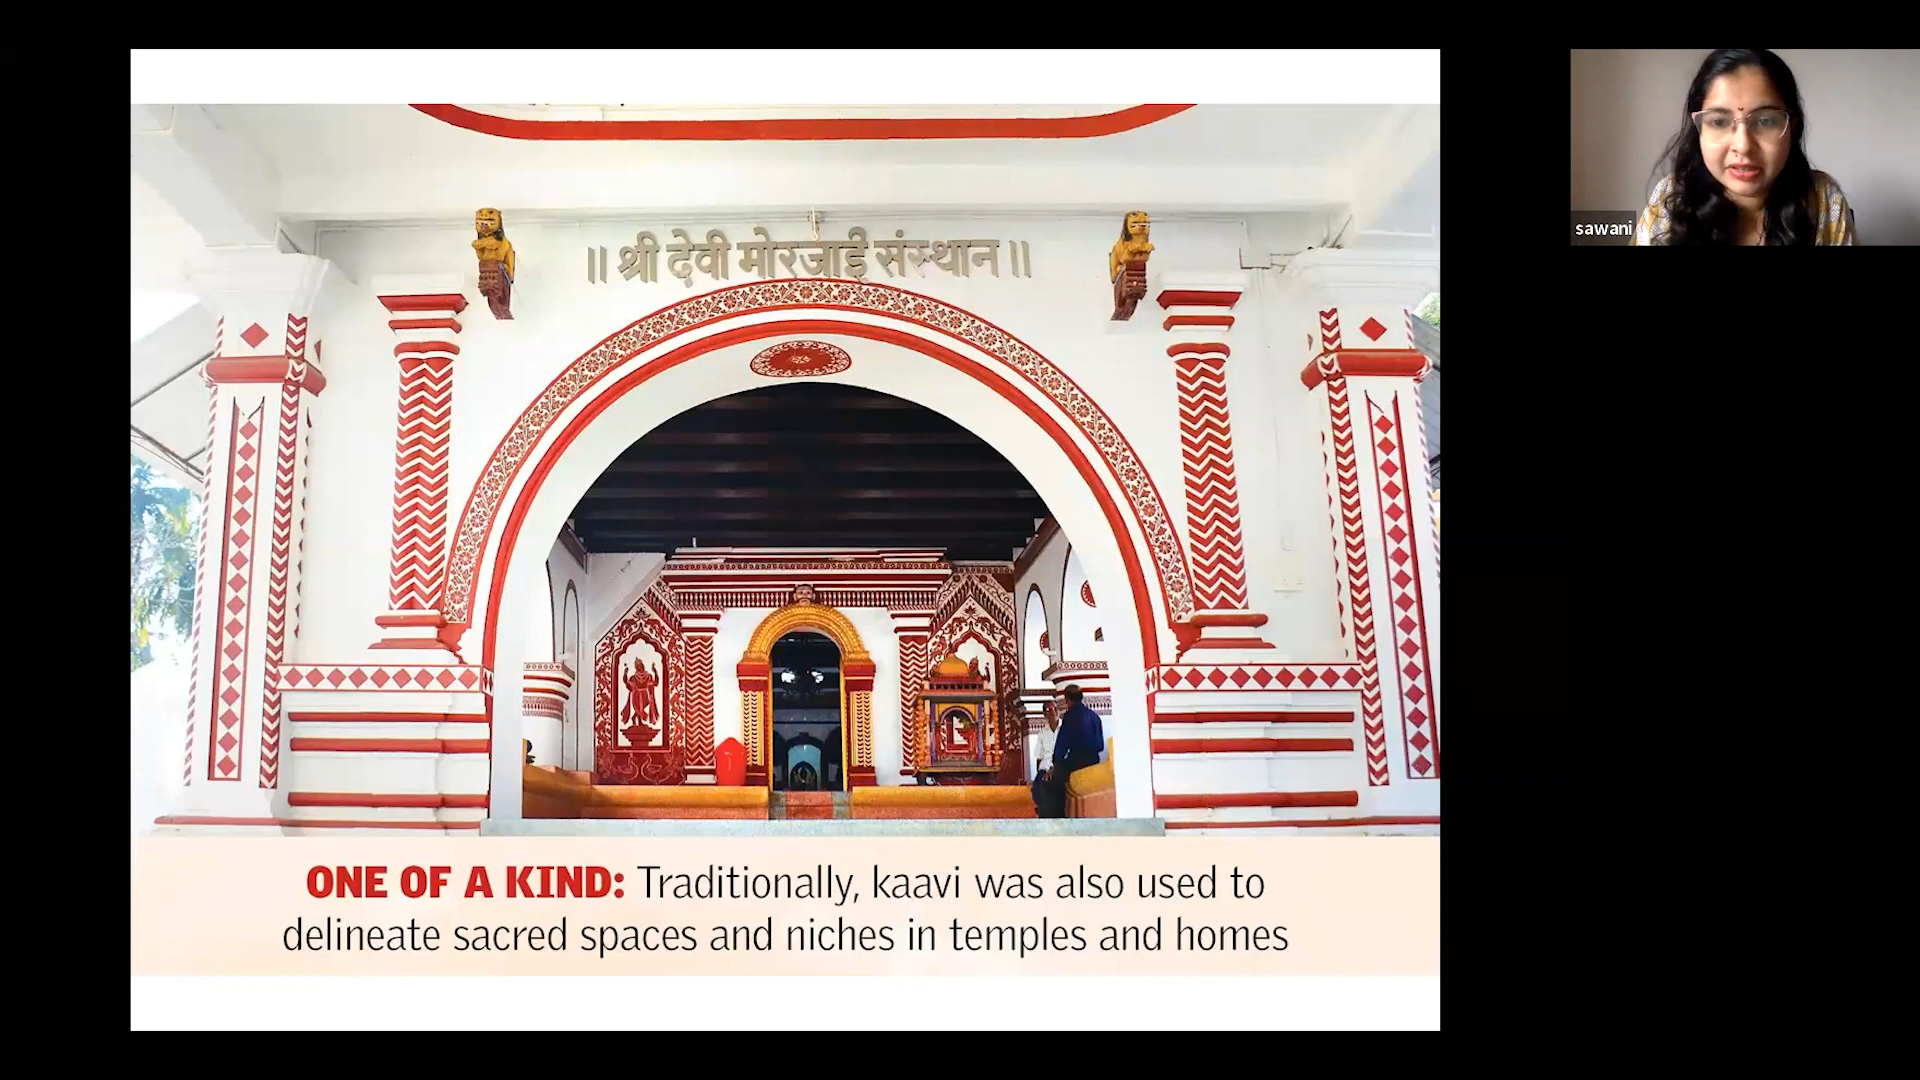 ॥ श्री देवी मोरजाई संस्थान ॥
ONE OF A KIND: Traditionally, kaavi was also used to
delineate sacred spaces and niches in temples and homes
sawani